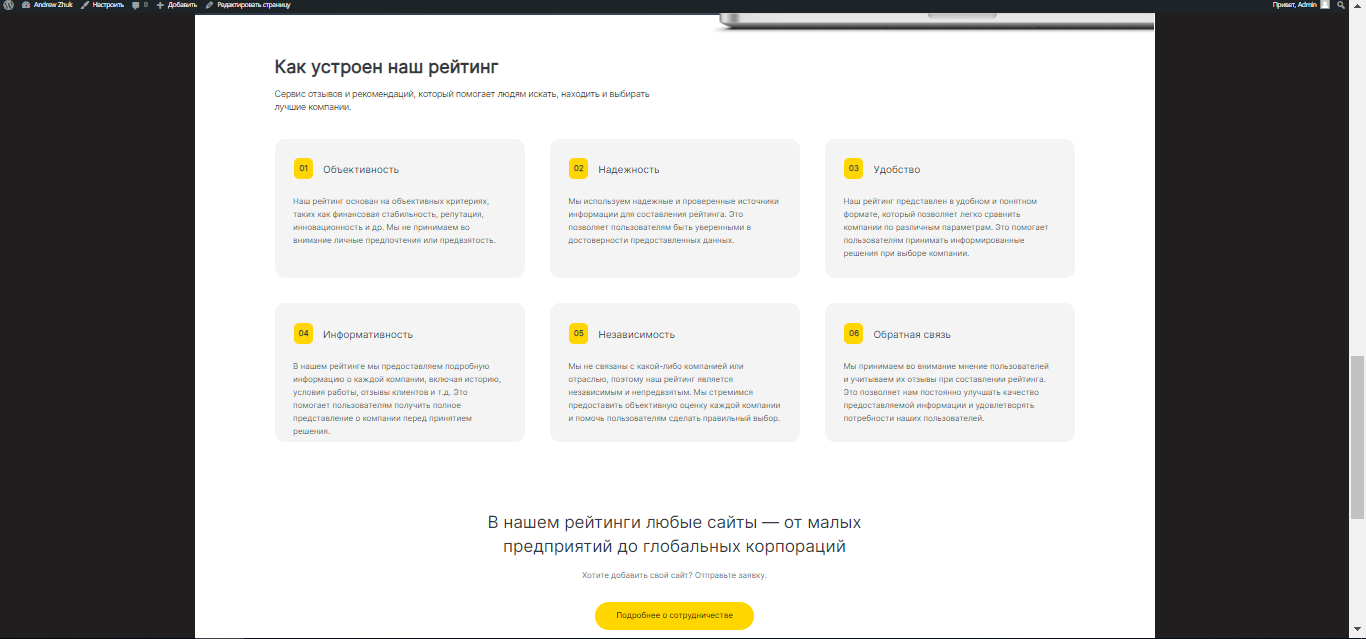 Andrew Zhuk Настроить 0 Добавить Редактировать страницу Привет, Admin
Как устроен наш рейтинг
Сервис отзывов и рекомендаций, который помогает людям искать, находить и выбирать
лучшие компании.
01 Объективность
Наш рейтинг основан на объективных критериях,
таких как финансовая стабильность, репутация,
инновационность и др. Мы не принимаем во
внимание личные предпочтения или предвзятость.
02 Надежность
Мы используем надежные и проверенные источники
информации для составления рейтинга. Это
позволяет пользователям быть уверенными в
достоверности предоставленных данных.
03 Удобство
Наш рейтинг представлен в удобном и понятном
формате, который позволяет легко сравнить
компании по различным параметрам. Это помогает
пользователям принимать информированные
решения при выборе компании.
04 Информативность
В нашем рейтинге мы предоставляем подробную
информацию о каждой компании, включая историю,
условия работы, отзывы клиентов и т.д. Это
помогает пользователям получить полное
представление о компании перед принятием
решения.
05 Независимость
Мы не связаны с какой-либо компанией или
отраслью, поэтому наш рейтинг является
независимым и непредвзятым. Мы стремимся
предоставить объективную оценку каждой компании
и помочь пользователям сделать правильный выбор.
06 Обратная связь
Мы принимаем во внимание мнение пользователей
и учитываем их отзывы при составлении рейтинга.
Это позволяет нам постоянно улучшать качество
предоставляемой информации и удовлетворять
потребности наших пользователей.
В нашем рейтинги любые сайты — от малых
предприятий до глобальных корпораций
Хотите добавить свой сайт? Отправьте заявку.
Подробнее о сотрудничестве